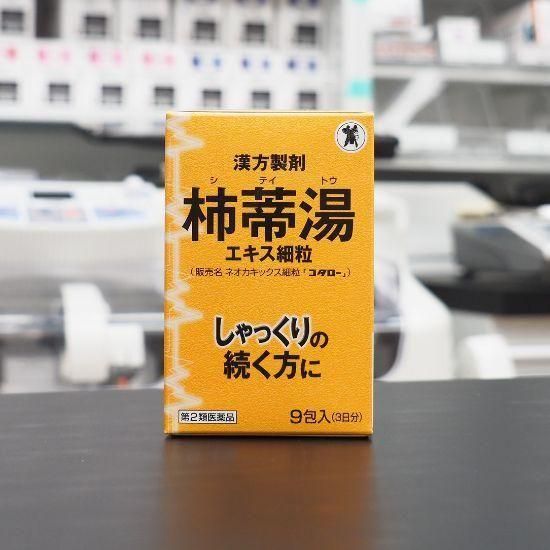 漢方製剤
シ テイ トウ
柿蒂湯
エキス細粒
(販売名 ネオカキックス細粒「コタロー」)
しゃっくりの
続く方に
第2類医薬品
9包入(3日分)